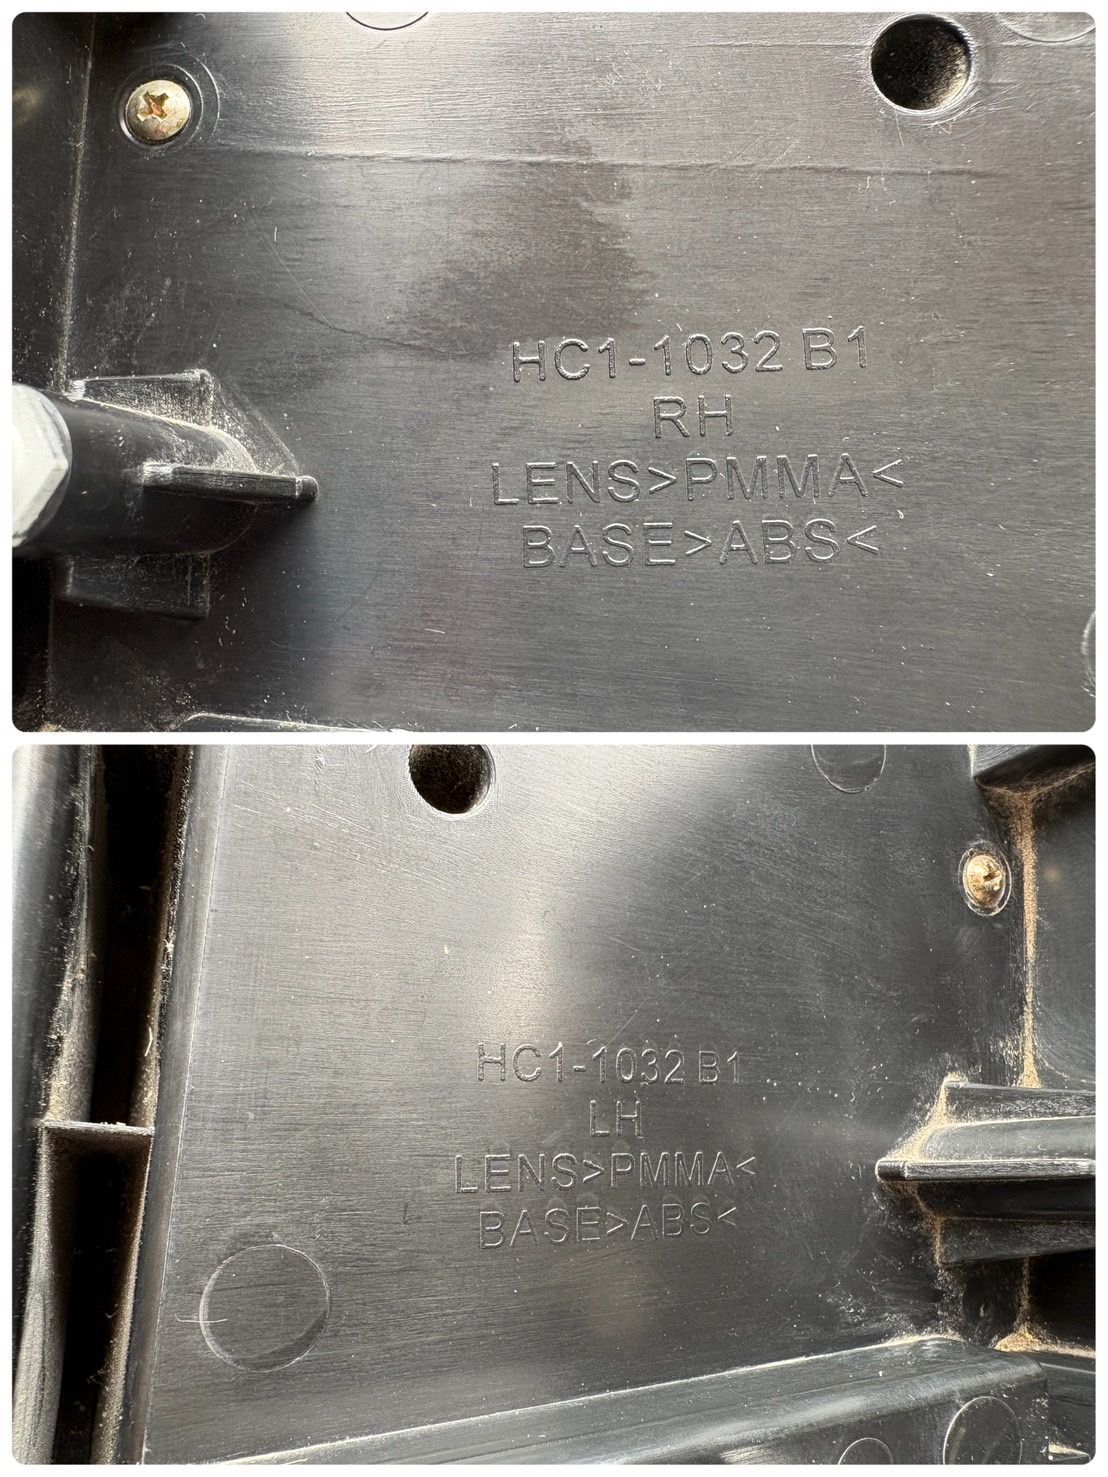 HC1-1032 B1
RH
LENS>PMMA<
BASE>ABS<
HC1-1032 B1
LH
LENS>PMMA<
BASE>ABS<